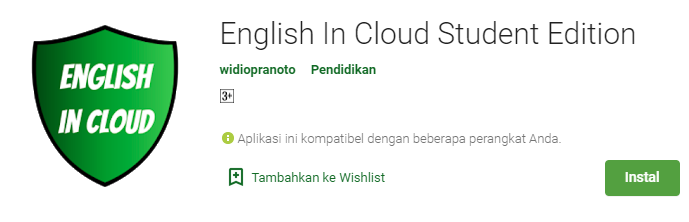 English In Cloud Student Edition
ENGLISH
IN CLOUD
widiopranoto Pendidikan
3+
Aplikasi ini kompatibel dengan beberapa perangkat Anda.
Tambahkan ke Wishlist
Instal